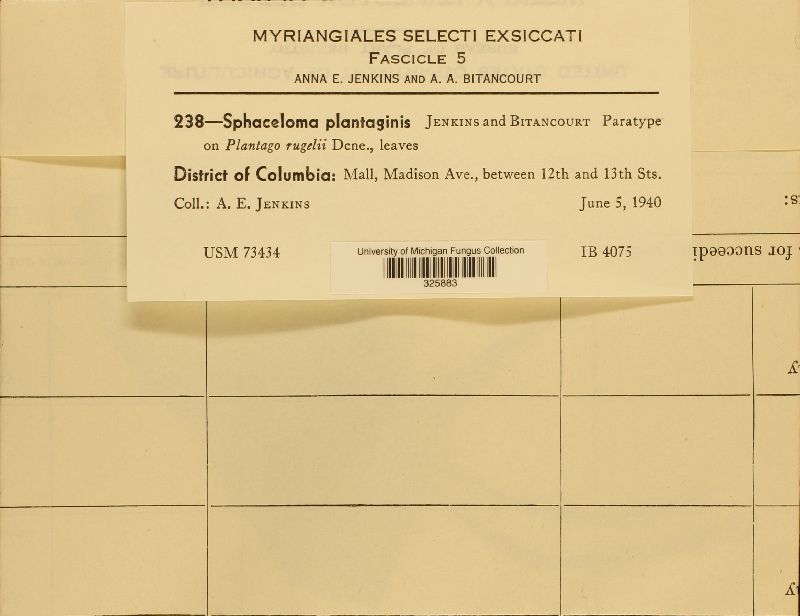 MYRIANGIALES SELECTI EXSICCATI
FASCICLE 5
ANNA E. JENKINS AND A. A. BITANCOURT
238—Sphaceloma plantaginis JENKINS and BITANCOURT Paratype
on Plantago rugelii Dcne., leaves
District of Columbia: Mall, Madison Ave., between 12th and 13th Sts.
Coll.: A. E. JENKINS June 5, 1940
USM 73434 IB 4075
University of Michigan Fungus Collection
325883